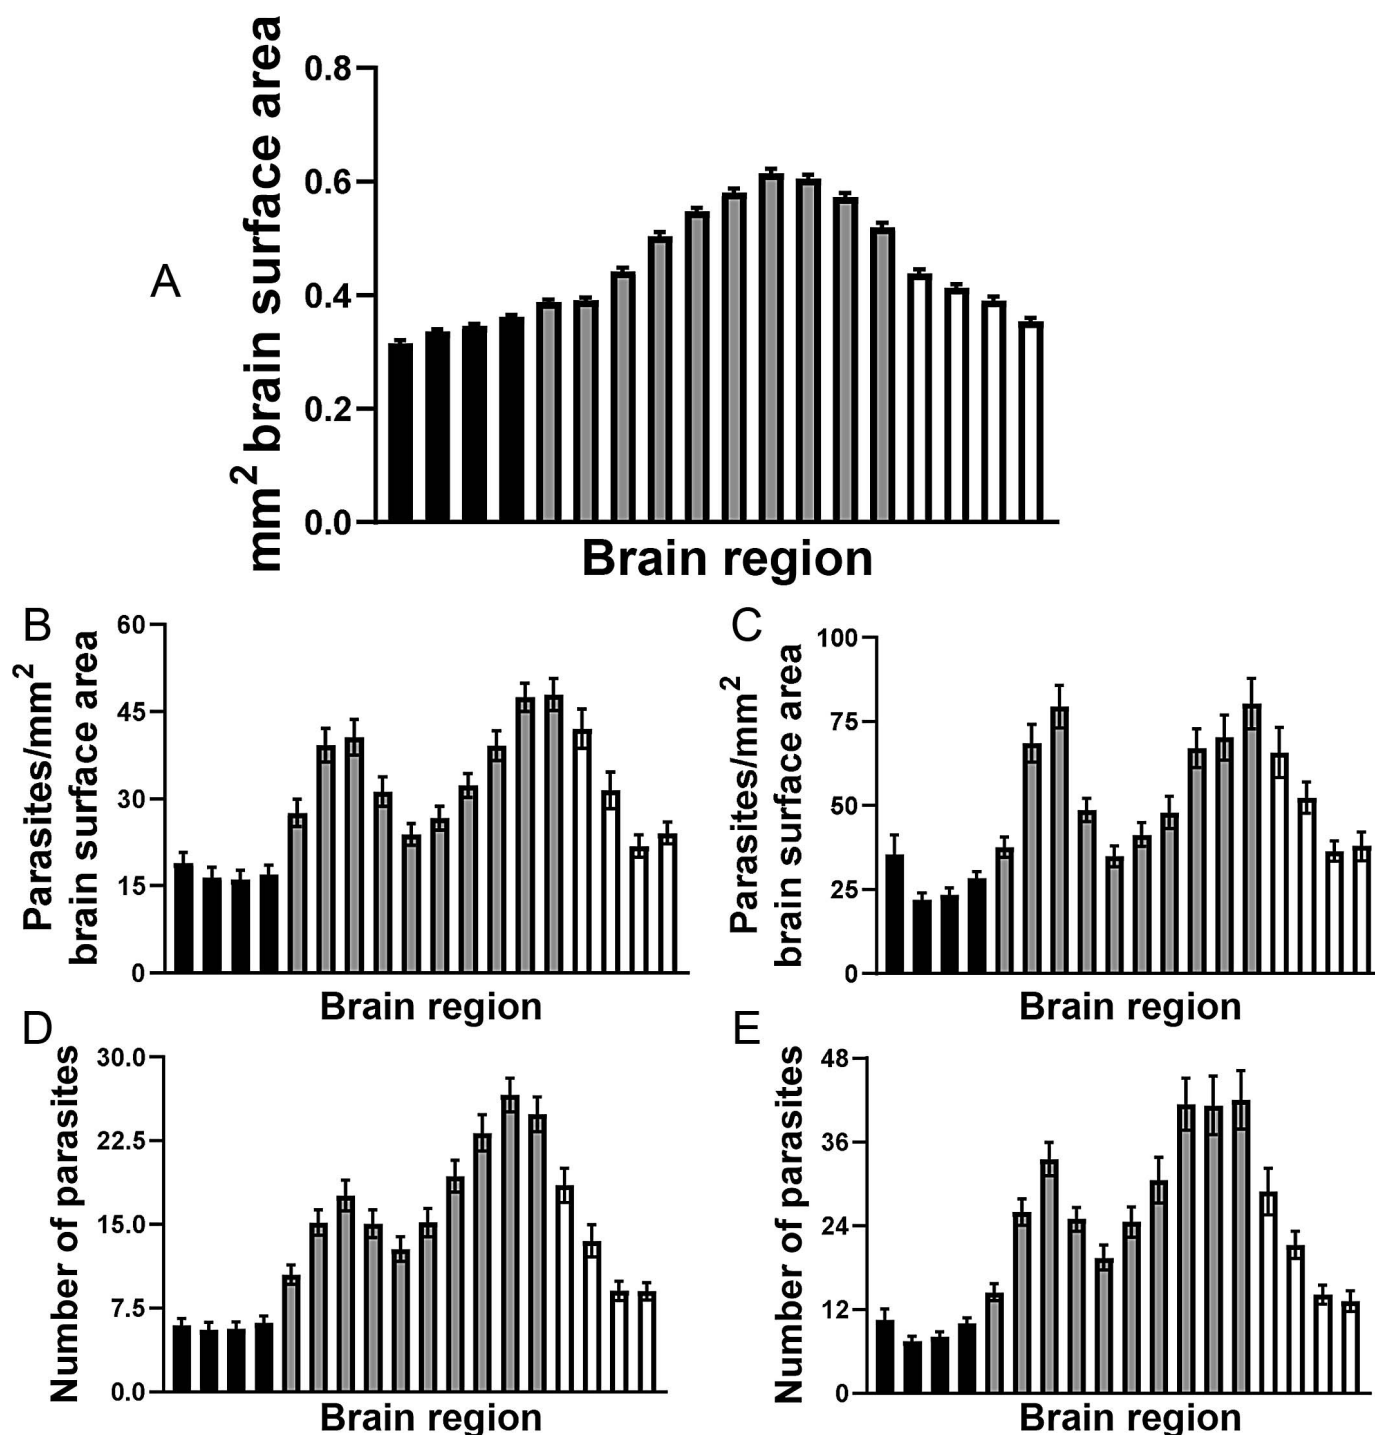 A
mm² brain surface area
0.8
0.6
0.4
0.2
0.0
Brain region
B
Parasites/mm²
brain surface area
60
45
30
15
0
Brain region
C
Parasites/mm²
brain surface area
100
75
50
25
0
Brain region
D
Number of parasites
30.0
22.5
15.0
7.5
0.0
Brain region
E
Number of parasites
48
36
24
12
0
Brain region